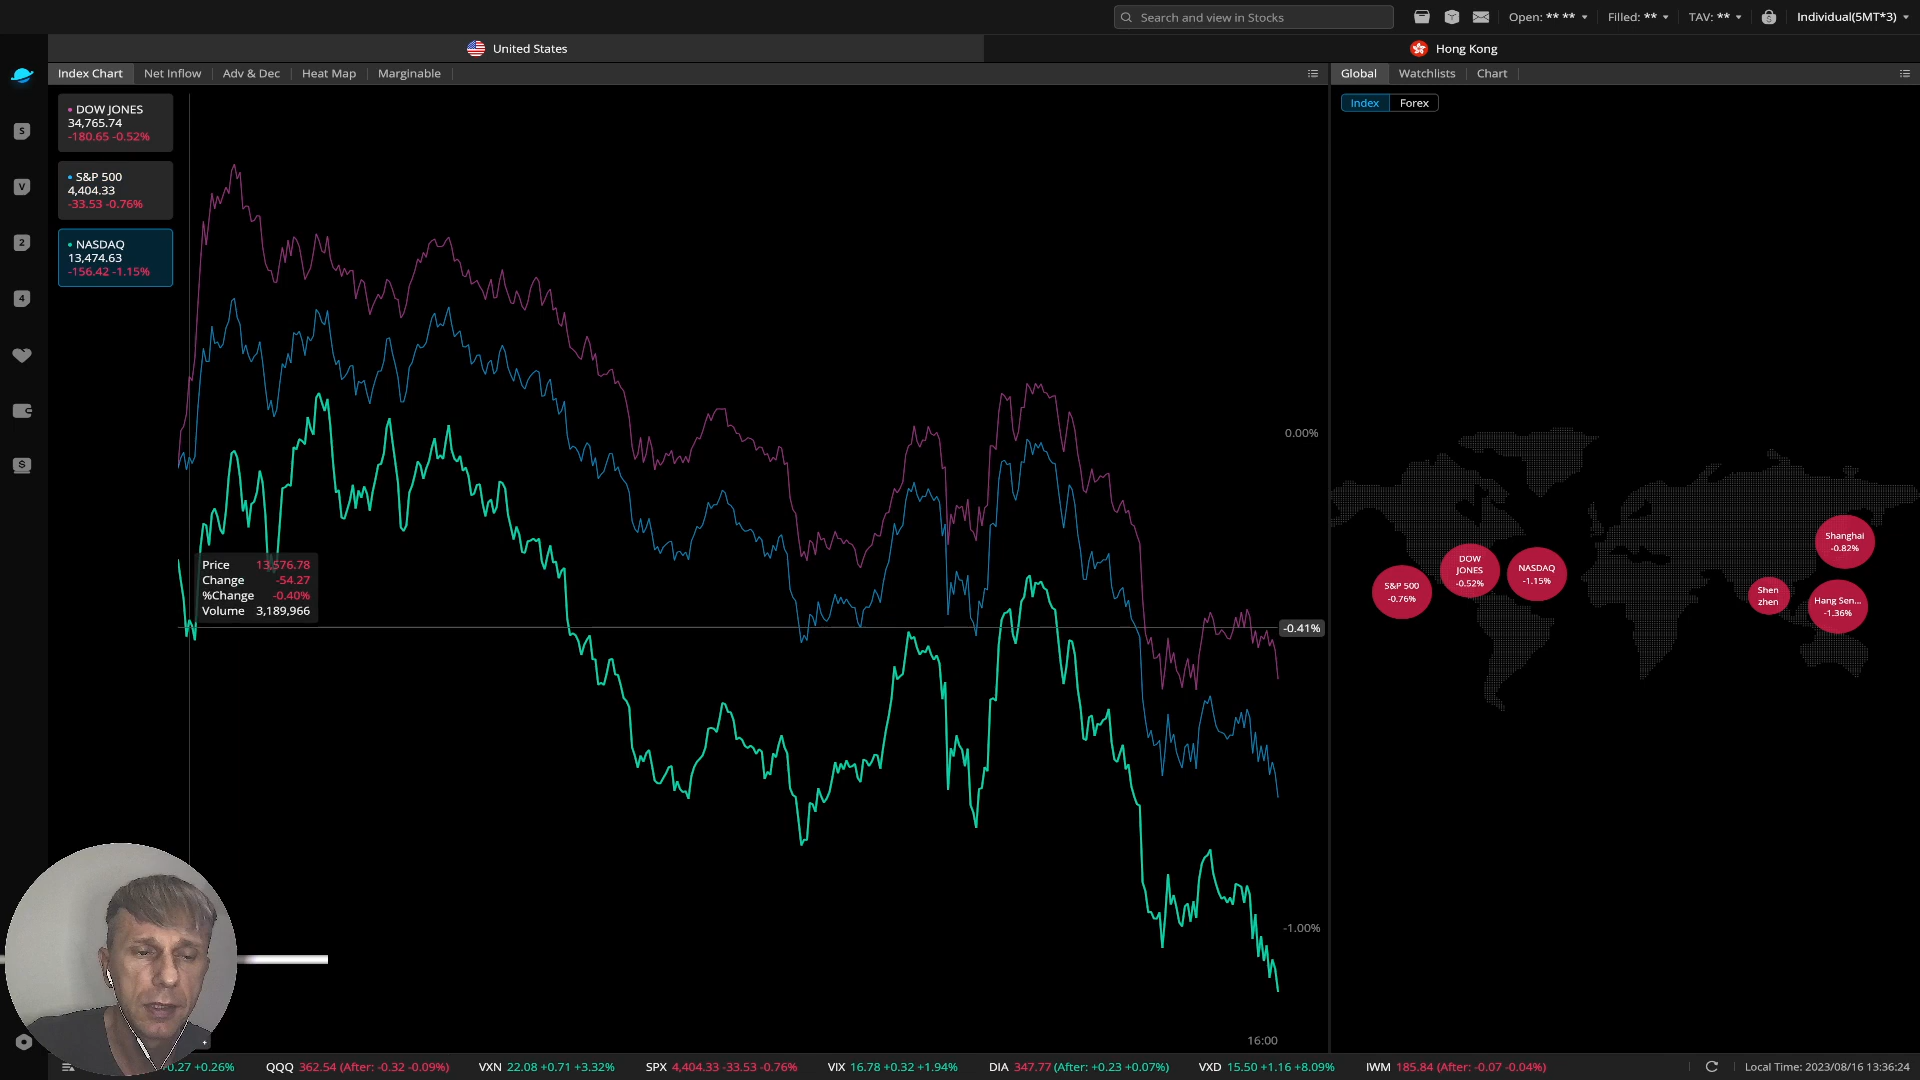 Search and view in Stocks
Open: ** **
Filled: **
TAV: **
Individual(5MT*3)
United States
Hong Kong
Index Chart
Net Inflow
Adv & Dec
Heat Map
Marginable
Global
Watchlists
Chart
Index
Forex
S
V
2
4
S
DOW JONES
34,765.74
-180.65 -0.52%
S&P 500
4,404.33
-33.53 -0.76%
NASDAQ
13,474.63
-156.42 -1.15%
Price 13,576.78
Change -54.27
%Change -0.40%
Volume 3,189,966
0.00%
-0.41%
-1.00%
16:00
S&P 500
-0.76%
DOW
JONES
-0.52%
NASDAQ
-1.15%
Shanghai
-0.82%
Shen
zhen
Hang Sen...
-1.36%
0.27 +0.26%
QQQ 362.54 (After: -0.32 -0.09%)
VXN 22.08 +0.71 +3.32%
SPX 4,404.33 -33.53 -0.76%
VIX 16.78 +0.32 +1.94%
DIA 347.77 (After: +0.23 +0.07%)
VXD 15.50 +1.16 +8.09%
IWM 185.84 (After: -0.07 -0.04%)
Local Time: 2023/08/16 13:36:24